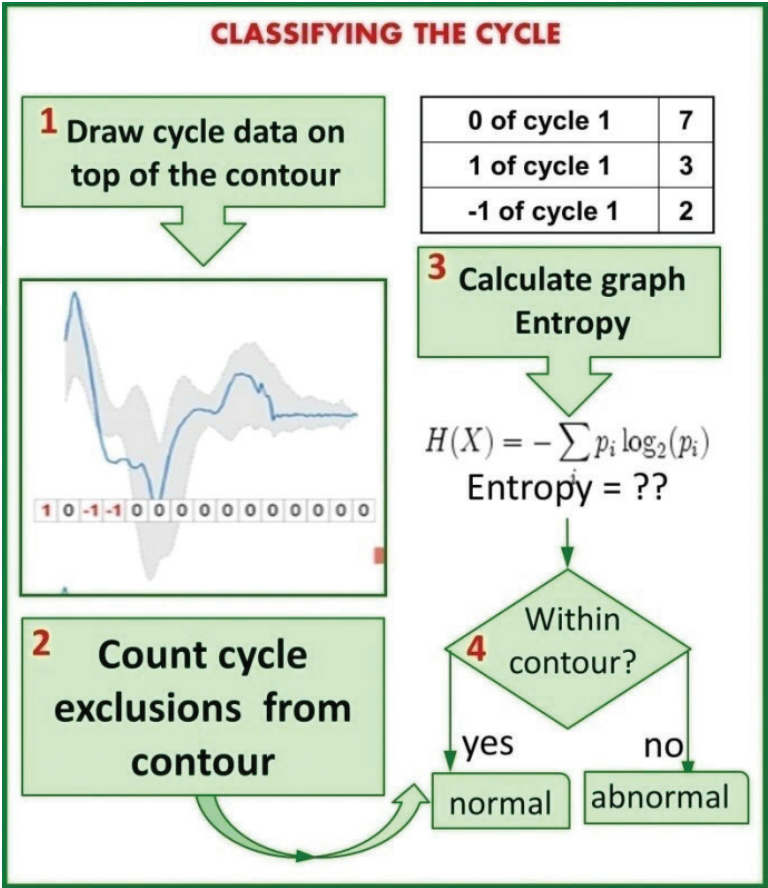 CLASSIFYING THE CYCLE
1 Draw cycle data on
top of the contour
1 0 -1 -1 0 0 0 0 0 0 0 0 0 0 0
2 Count cycle
exclusions from
contour
0 of cycle 1 7
1 of cycle 1 3
-1 of cycle 1 2
3 Calculate graph
Entropy
H(X) = − ∑ᵢ pᵢ log₂(pᵢ)
Entropy = ??
4 Within
contour?
yes
no
normal
abnormal